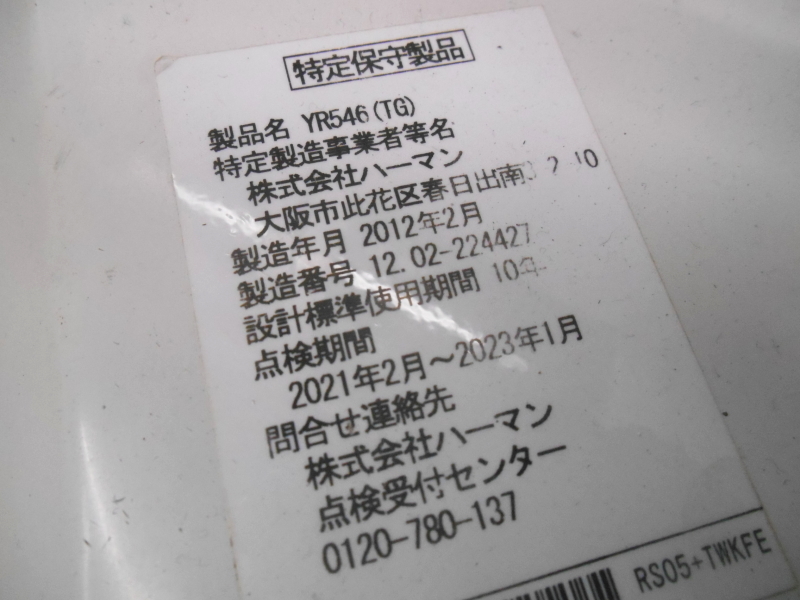 特定保守製品
製品名 YR546(TG)
特定製造事業者等名
株式会社ハーマン
大阪市此花区春日出南
製造年月 2012年2月
製造番号 12.02-224427
設計標準使用期間 10年
点検期間
2021年2月～2023年1月
問合せ連絡先
株式会社ハーマン
点検受付センター
0120-780-137
RS05+TWKFE